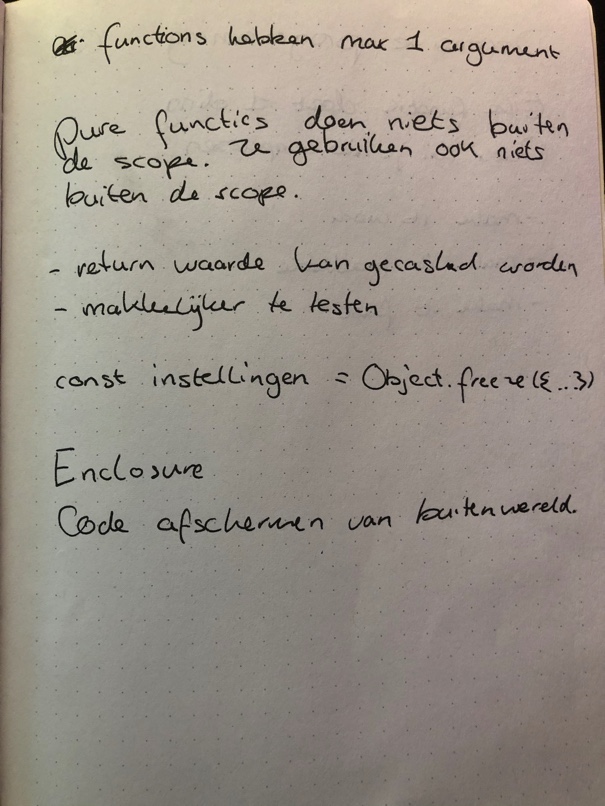 functions hebben max 1 argument
Pure functies doen niets buiten
de scope. Ze gebruiken ook niets
buiten de scope.
- return waarde kan gecashed worden
- makkelijker te testen
const instellingen = Object.freeze({...})
Enclosure
Code afschermen van buitenwereld.